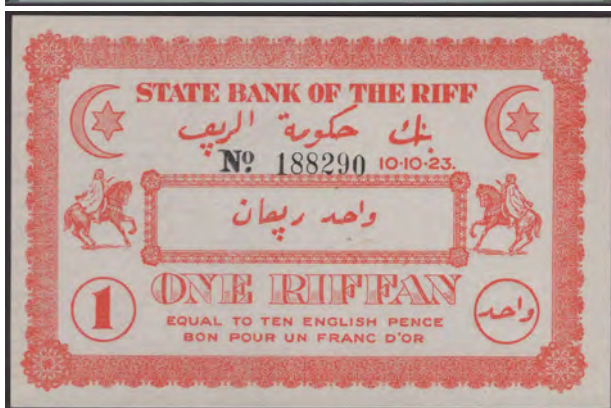 STATE BANK OF THE RIFF
بنك حكومة الريف
Nº 188290 10·10·23.
واحد ريفان
ONE RIFFAN
1 واحد
EQUAL TO TEN ENGLISH PENCE
BON POUR UN FRANC D'OR